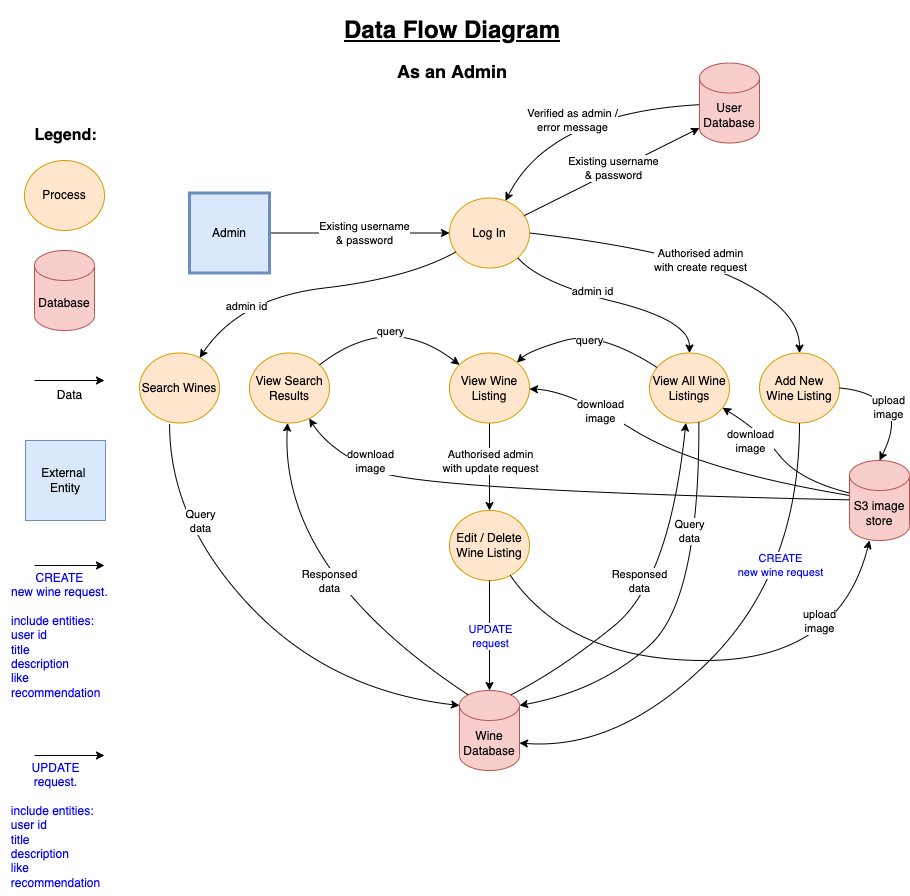 Data Flow Diagram
As an Admin
Legend:
Process
Database
Data
External
Entity
CREATE
new wine request.
include entities:
user id
title
description
like
recommendation
UPDATE
request.
include entities:
user id
title
description
like
recommendation
User
Database
Verified as admin /
error message
Existing username
& password
Admin
Existing username
& password
Log In
Authorised admin
with create request
admin id
admin id
query
query
Search Wines
View Search
Results
View Wine
Listing
View All Wine
Listings
Add New
Wine Listing
upload
image
download
image
download
image
download
image
Authorised admin
with update request
S3 image
store
Query
data
Query
data
Edit / Delete
Wine Listing
CREATE
new wine request
Responsed
data
Responsed
data
upload
image
UPDATE
request
Wine
Database